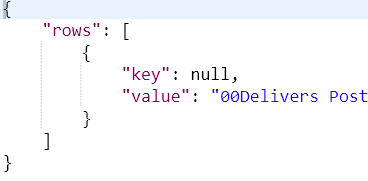 {
"rows": [
{
"key": null,
"value": "00Delivers Post
}
]
}